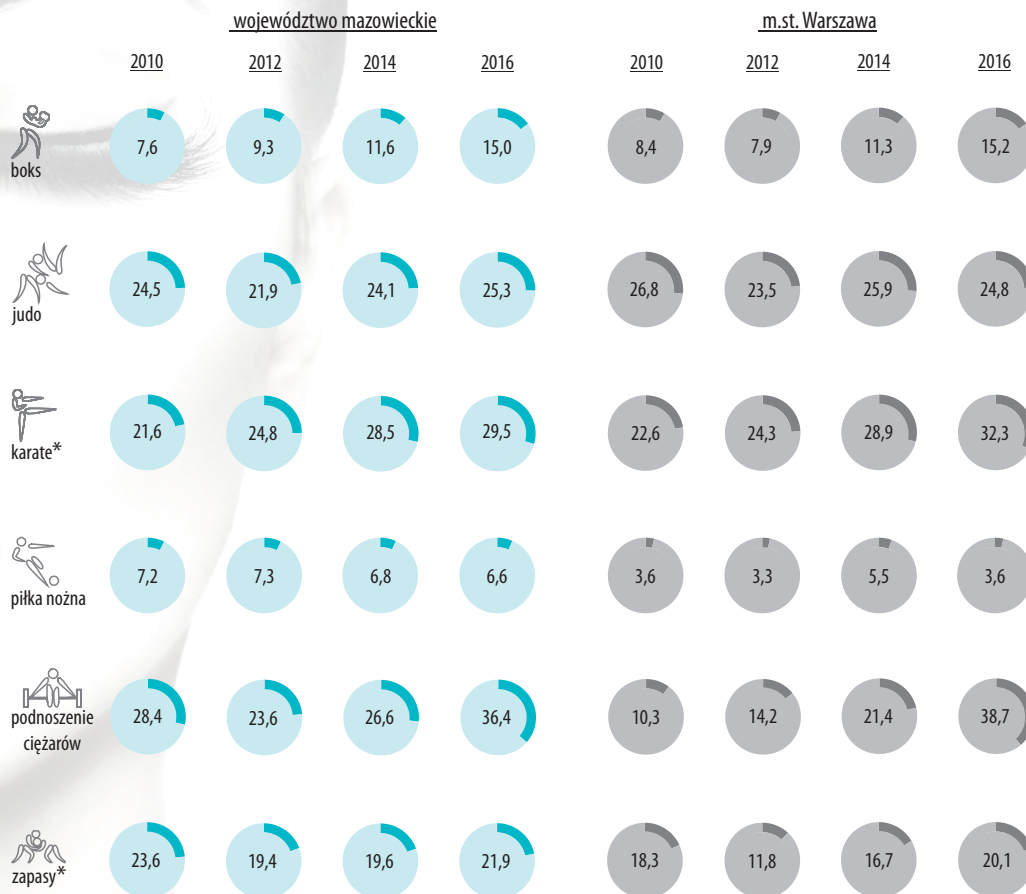 województwo mazowieckie m.st. Warszawa
2010 2012 2014 2016 2010 2012 2014 2016
boks 7,6 9,3 11,6 15,0 8,4 7,9 11,3 15,2
judo 24,5 21,9 24,1 25,3 26,8 23,5 25,9 24,8
karate* 21,6 24,8 28,5 29,5 22,6 24,3 28,9 32,3
piłka nożna 7,2 7,3 6,8 6,6 3,6 3,3 5,5 3,6
podnoszenie
ciężarów 28,4 23,6 26,6 36,4 10,3 14,2 21,4 38,7
zapasy* 23,6 19,4 19,6 21,9 18,3 11,8 16,7 20,1